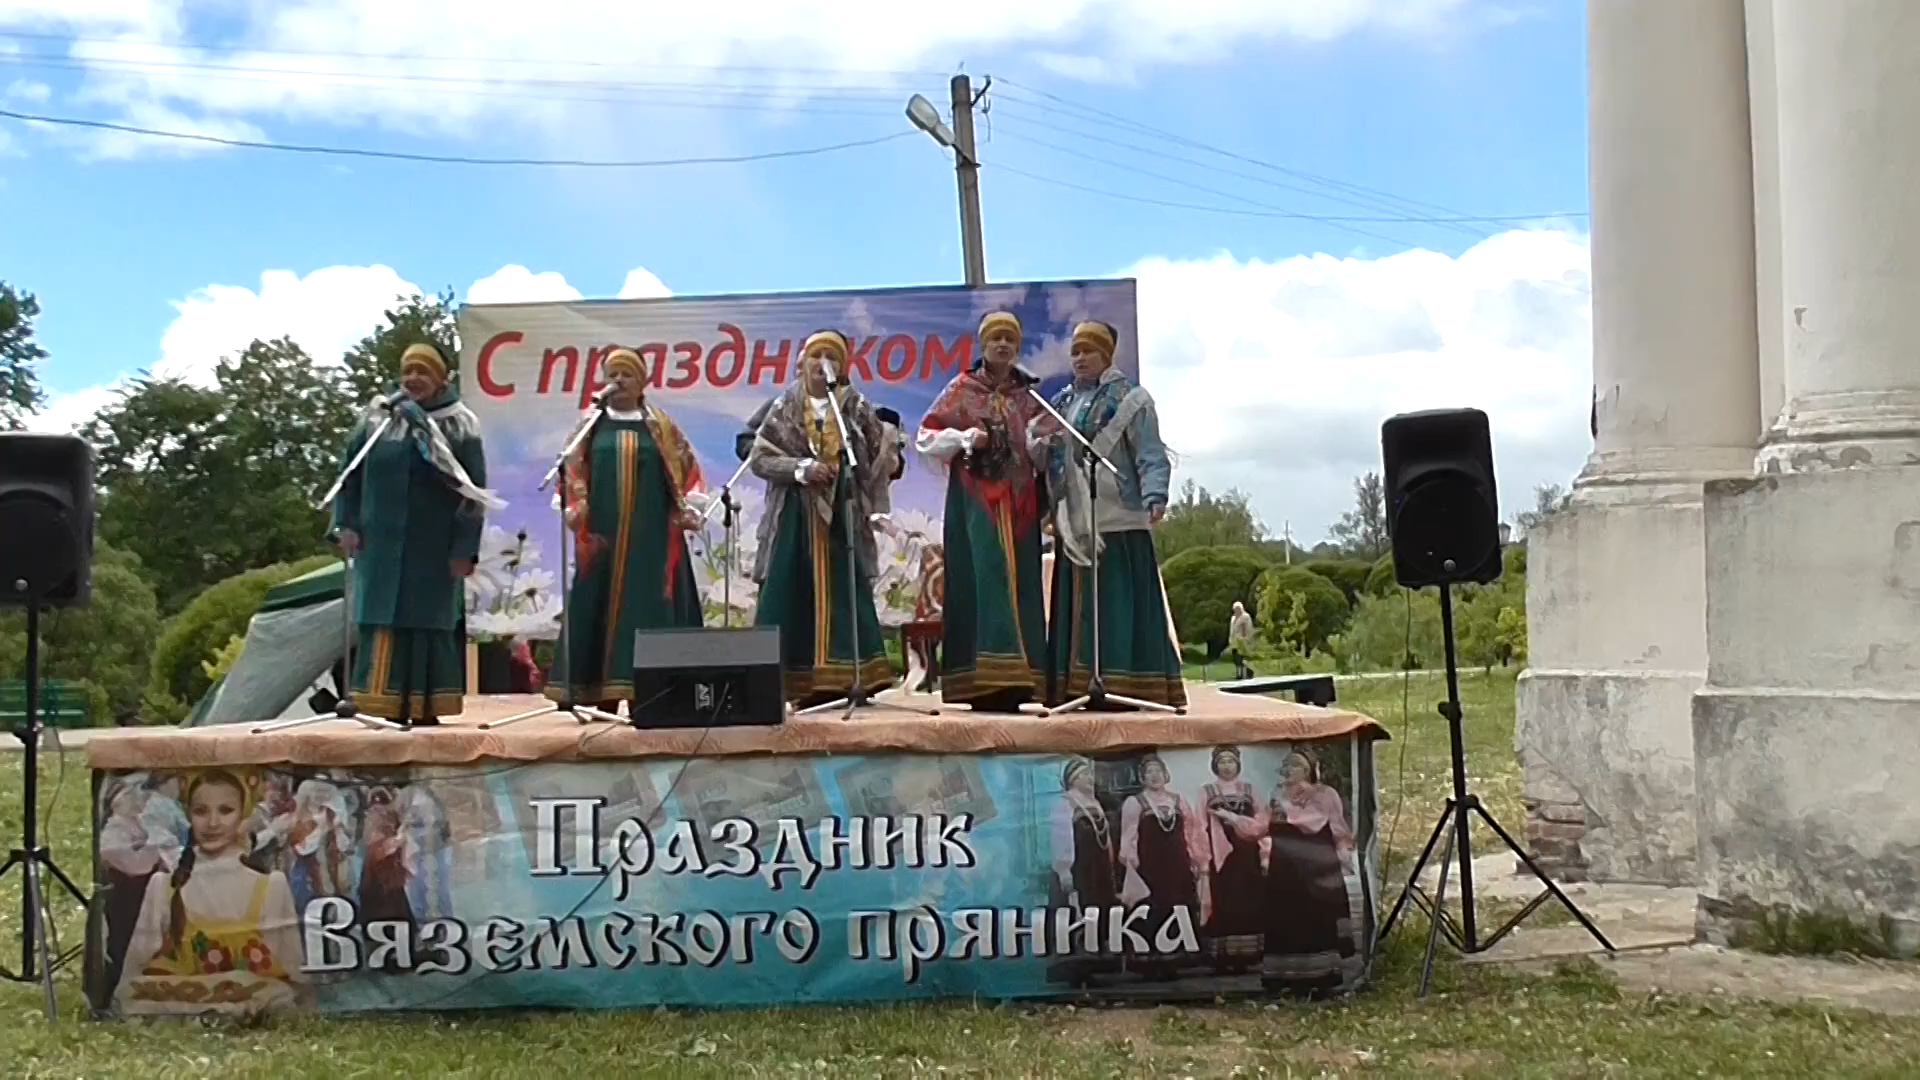 С праздником
Праздник
Вяземского пряника